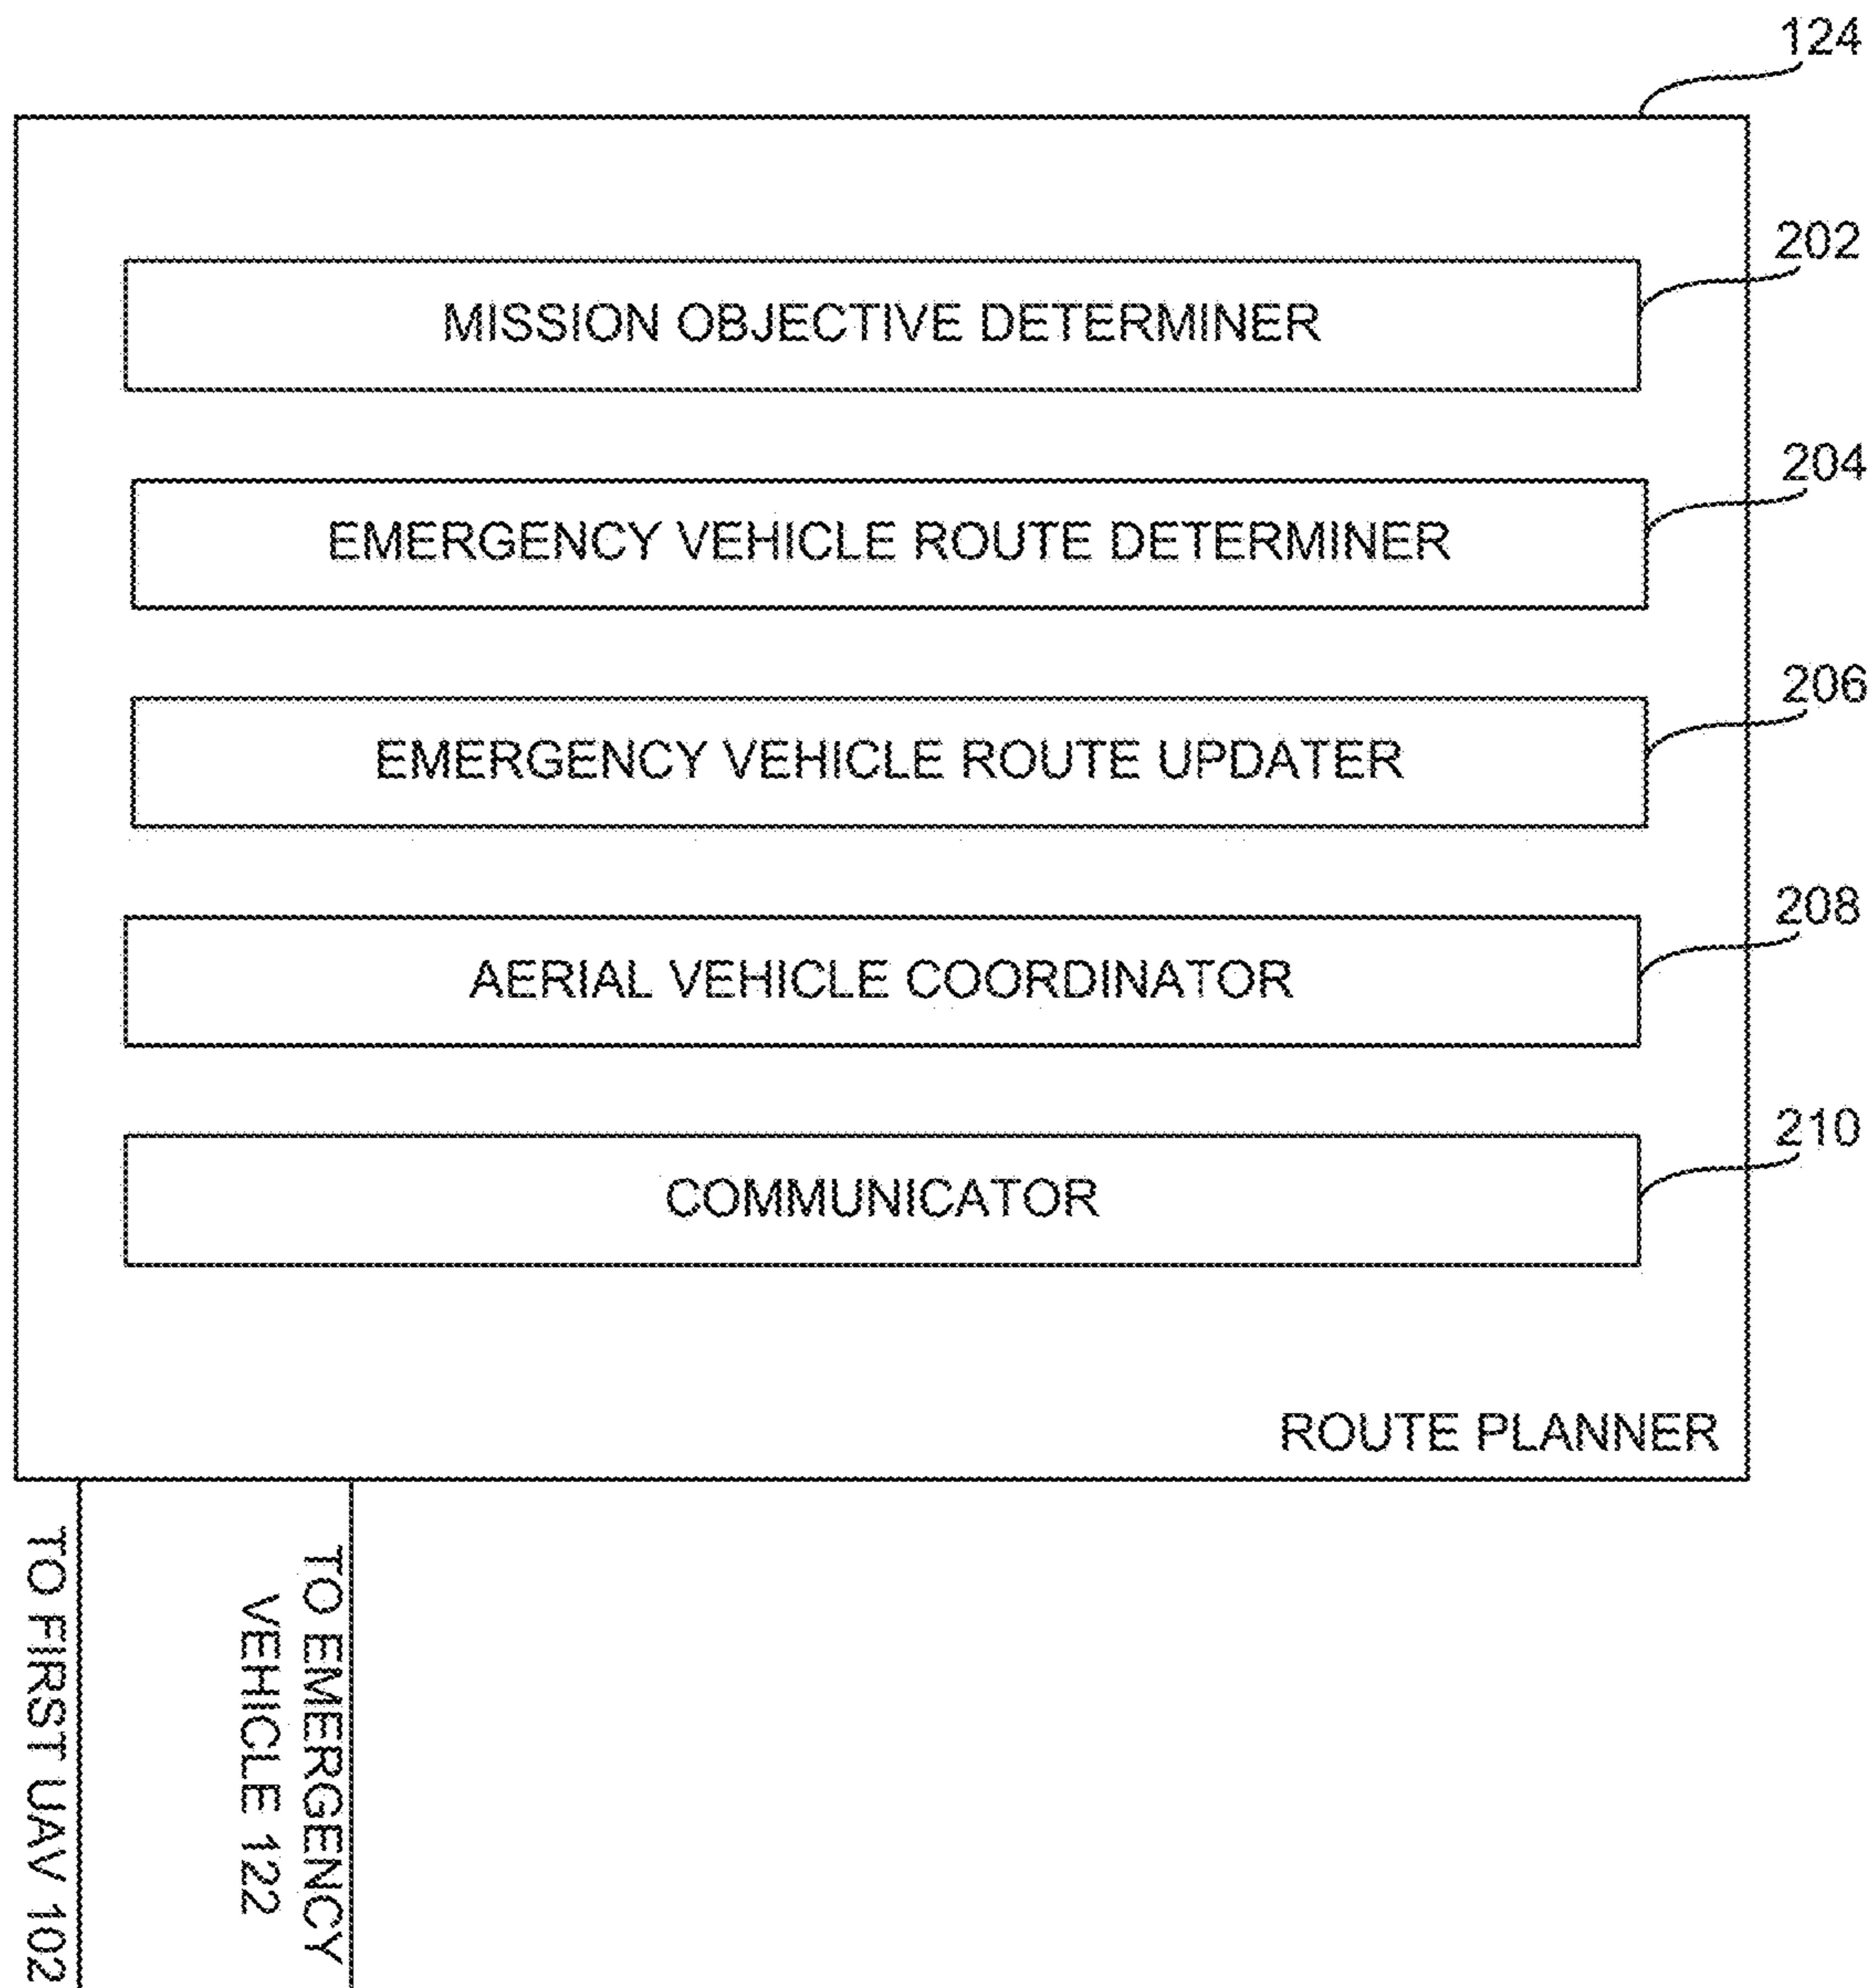 124
MISSION OBJECTIVE DETERMINER
202
EMERGENCY VEHICLE ROUTE DETERMINER
204
EMERGENCY VEHICLE ROUTE UPDATER
206
AERIAL VEHICLE COORDINATOR
208
COMMUNICATOR
210
ROUTE PLANNER
TO EMERGENCY
VEHICLE 122
TO FIRST UAV 102